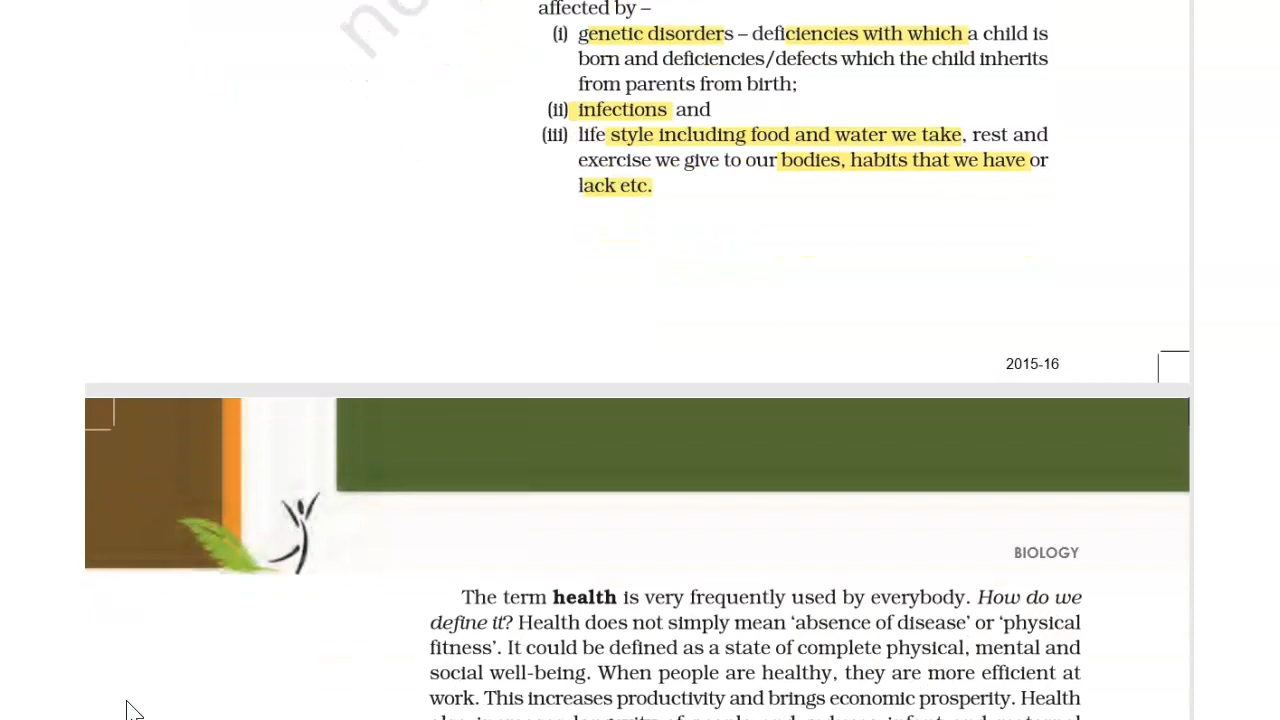 affected by –
(i) genetic disorders – deficiencies with which a child is
born and deficiencies/defects which the child inherits
from parents from birth;
(ii) infections and
(iii) life style including food and water we take, rest and
exercise we give to our bodies, habits that we have or
lack etc.
2015-16
BIOLOGY
The term health is very frequently used by everybody. How do we
define it? Health does not simply mean ‘absence of disease’ or ‘physical
fitness’. It could be defined as a state of complete physical, mental and
social well-being. When people are healthy, they are more efficient at
work. This increases productivity and brings economic prosperity. Health